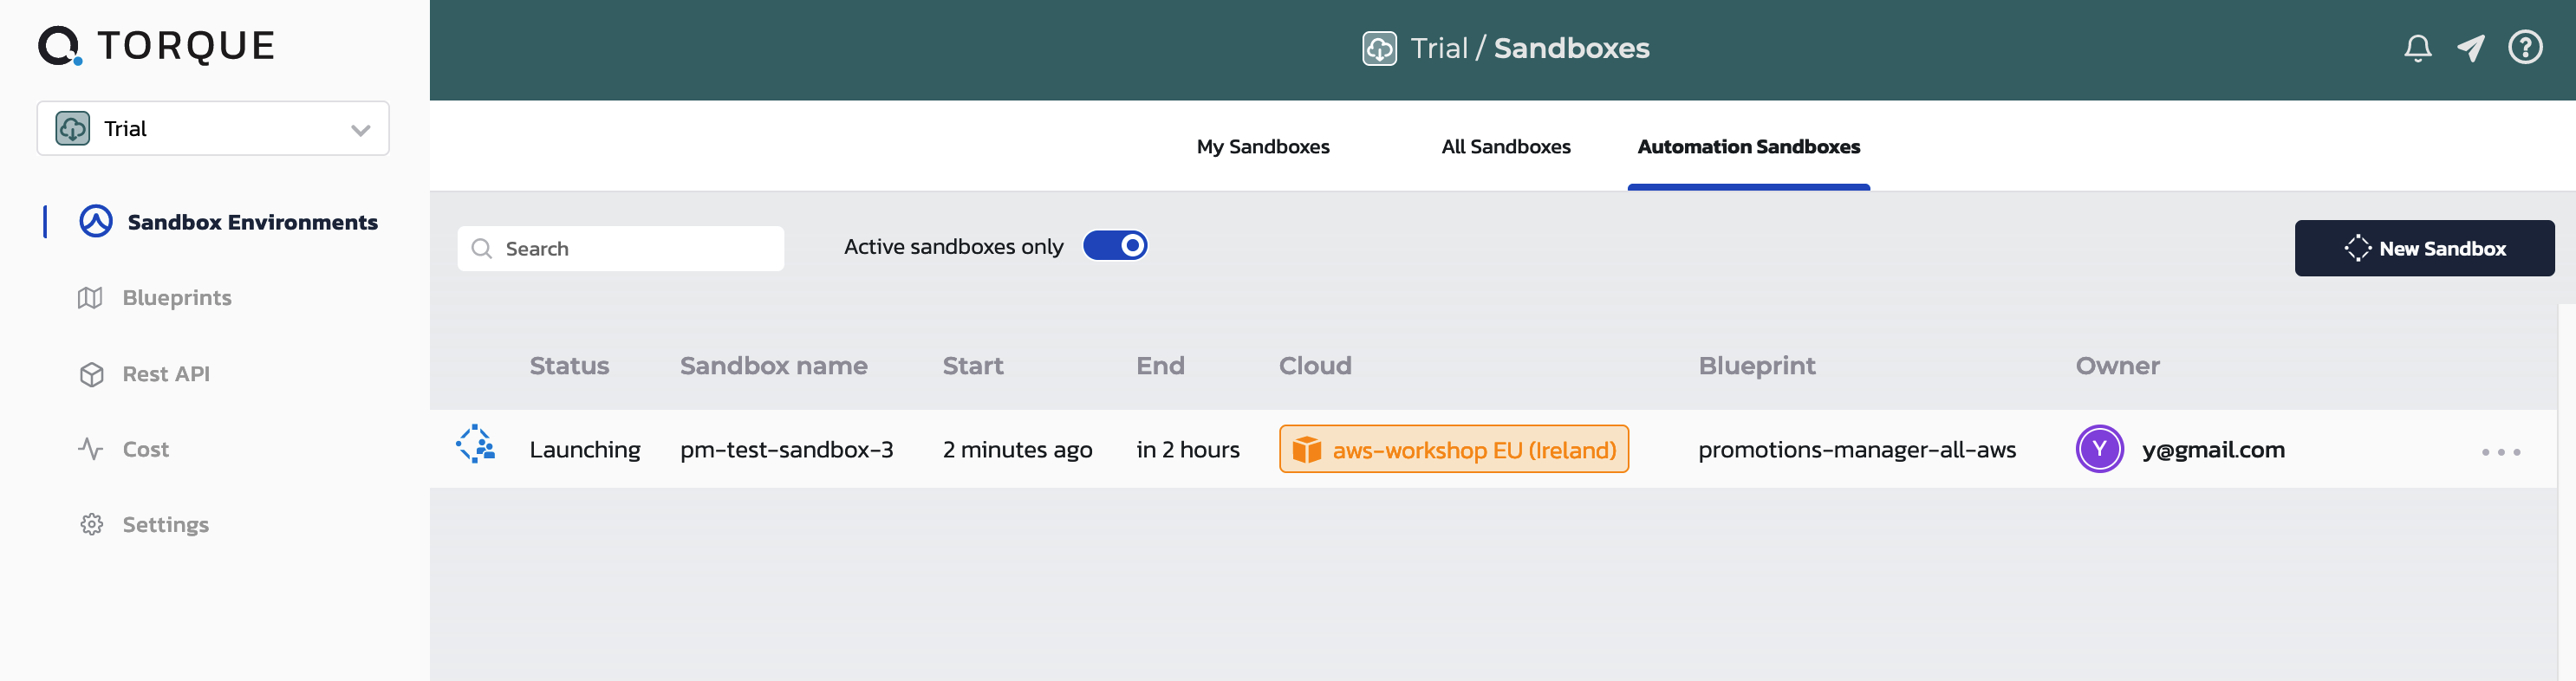 TORQUE
Trial
Sandbox Environments
Blueprints
Rest API
Cost
Settings
Trial / Sandboxes
?
My Sandboxes All Sandboxes Automation Sandboxes
Search Active sandboxes only New Sandbox
Status Sandbox name Start End Cloud Blueprint Owner
Launching pm-test-sandbox-3 2 minutes ago in 2 hours aws-workshop EU (Ireland) promotions-manager-all-aws Y y@gmail.com